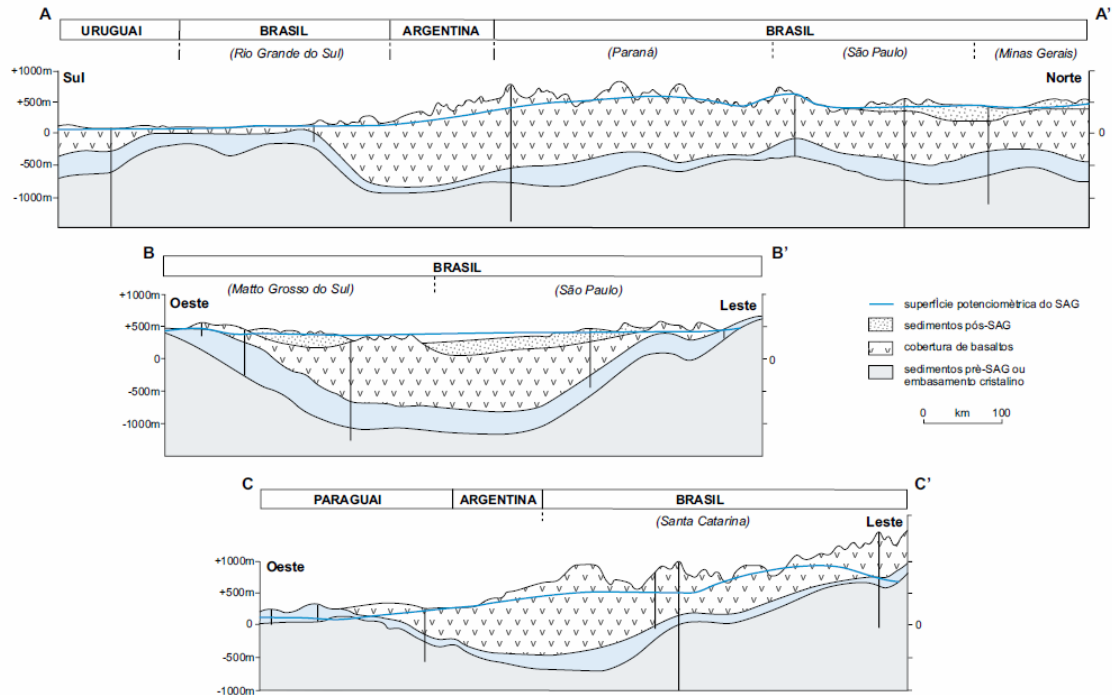 A A'
URUGUAI BRASIL ARGENTINA BRASIL
(Rio Grande do Sul) (Paraná) (São Paulo) (Minas Gerais)
+1000m Sul Norte
+500m
0 0
-500m
-1000m
B B'
BRASIL
(Matto Grosso do Sul) (São Paulo)
+1000m Oeste Leste
+500m
0 0
-500m
-1000m
superfÍcie potenciomètrica do SAG
sedimentos pós-SAG
cobertura de basaltos
sedimentos prè-SAG ou
embasamento cristalino
0 km 100
C C'
PARAGUAI ARGENTINA BRASIL
(Santa Catarina)
Oeste Leste
+1000m
+500m
0 0
-500m
-1000m